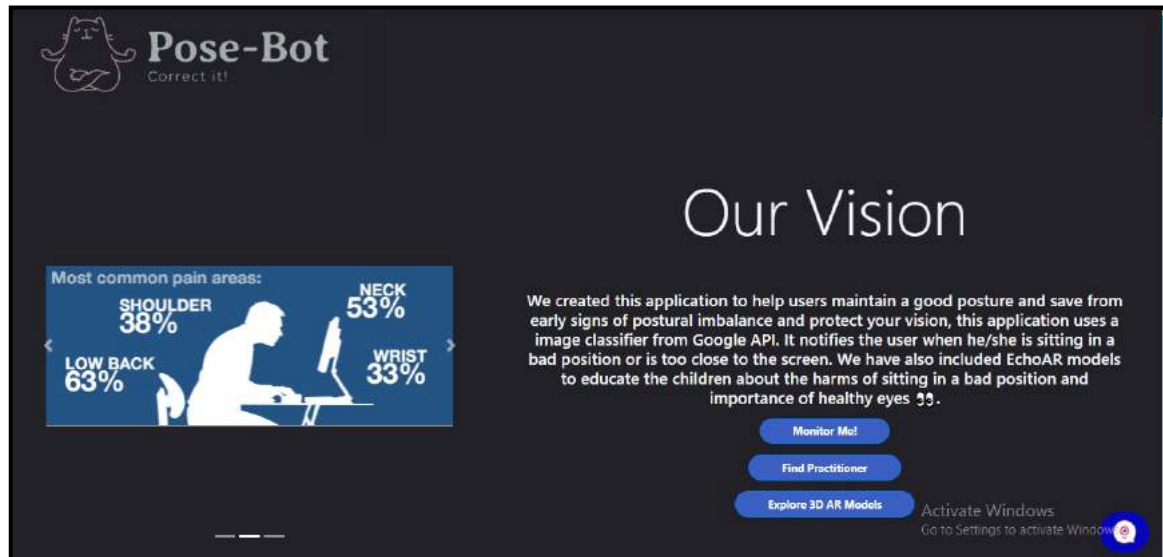 Pose-Bot
Correct it!
Our Vision
Most common pain areas:
SHOULDER
38%
NECK
53%
LOW BACK
63%
WRIST
33%
We created this application to help users maintain a good posture and save from
early signs of postural imbalance and protect your vision, this application uses a
image classifier from Google API. It notifies the user when he/she is sitting in a
bad position or is too close to the screen. We have also included EchoAR models
to educate the children about the harms of sitting in a bad position and
importance of healthy eyes 👀.
Monitor Me!
Find Practitioner
Explore 3D AR Models
Activate Windows
Go to Settings to activate Window